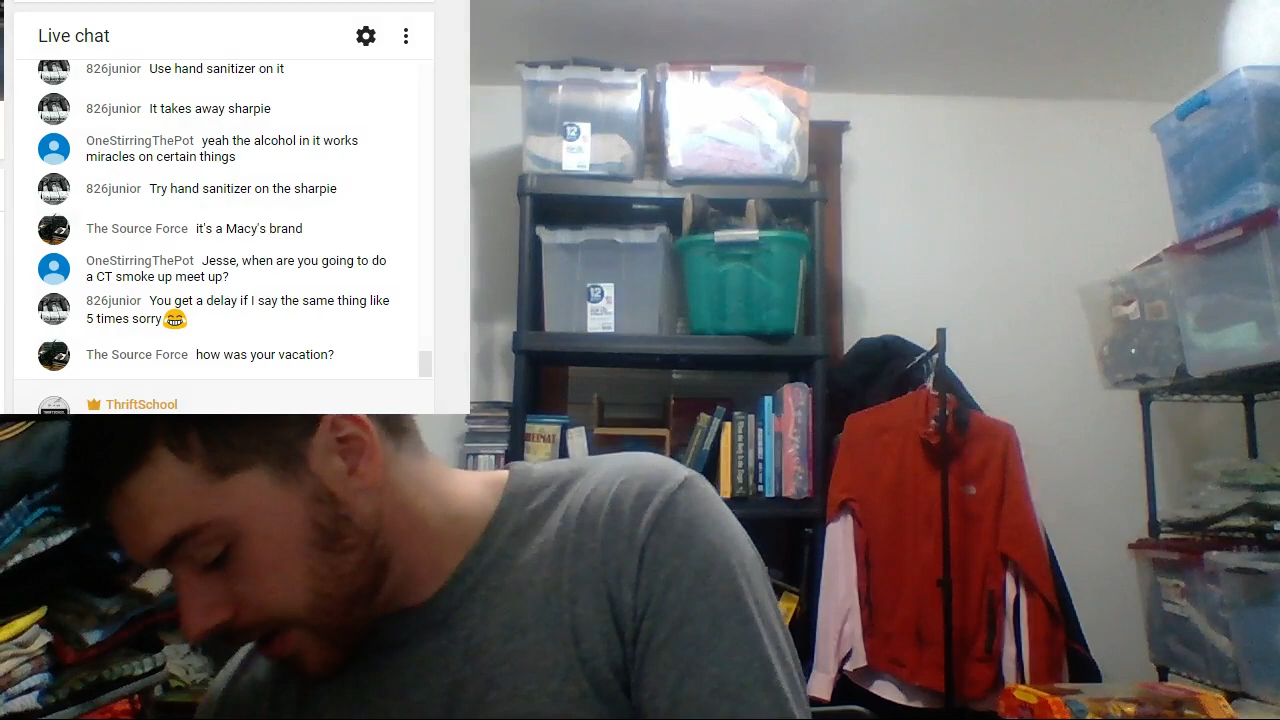 Live chat
826junior Use hand sanitizer on it
826junior It takes away sharpie
OneStirringThePot yeah the alcohol in it works
miracles on certain things
826junior Try hand sanitizer on the sharpie
The Source Force it's a Macy's brand
OneStirringThePot Jesse, when are you going to do
a CT smoke up meet up?
826junior You get a delay if I say the same thing like
5 times sorry😂
The Source Force how was your vacation?
ThriftSchool
12
12